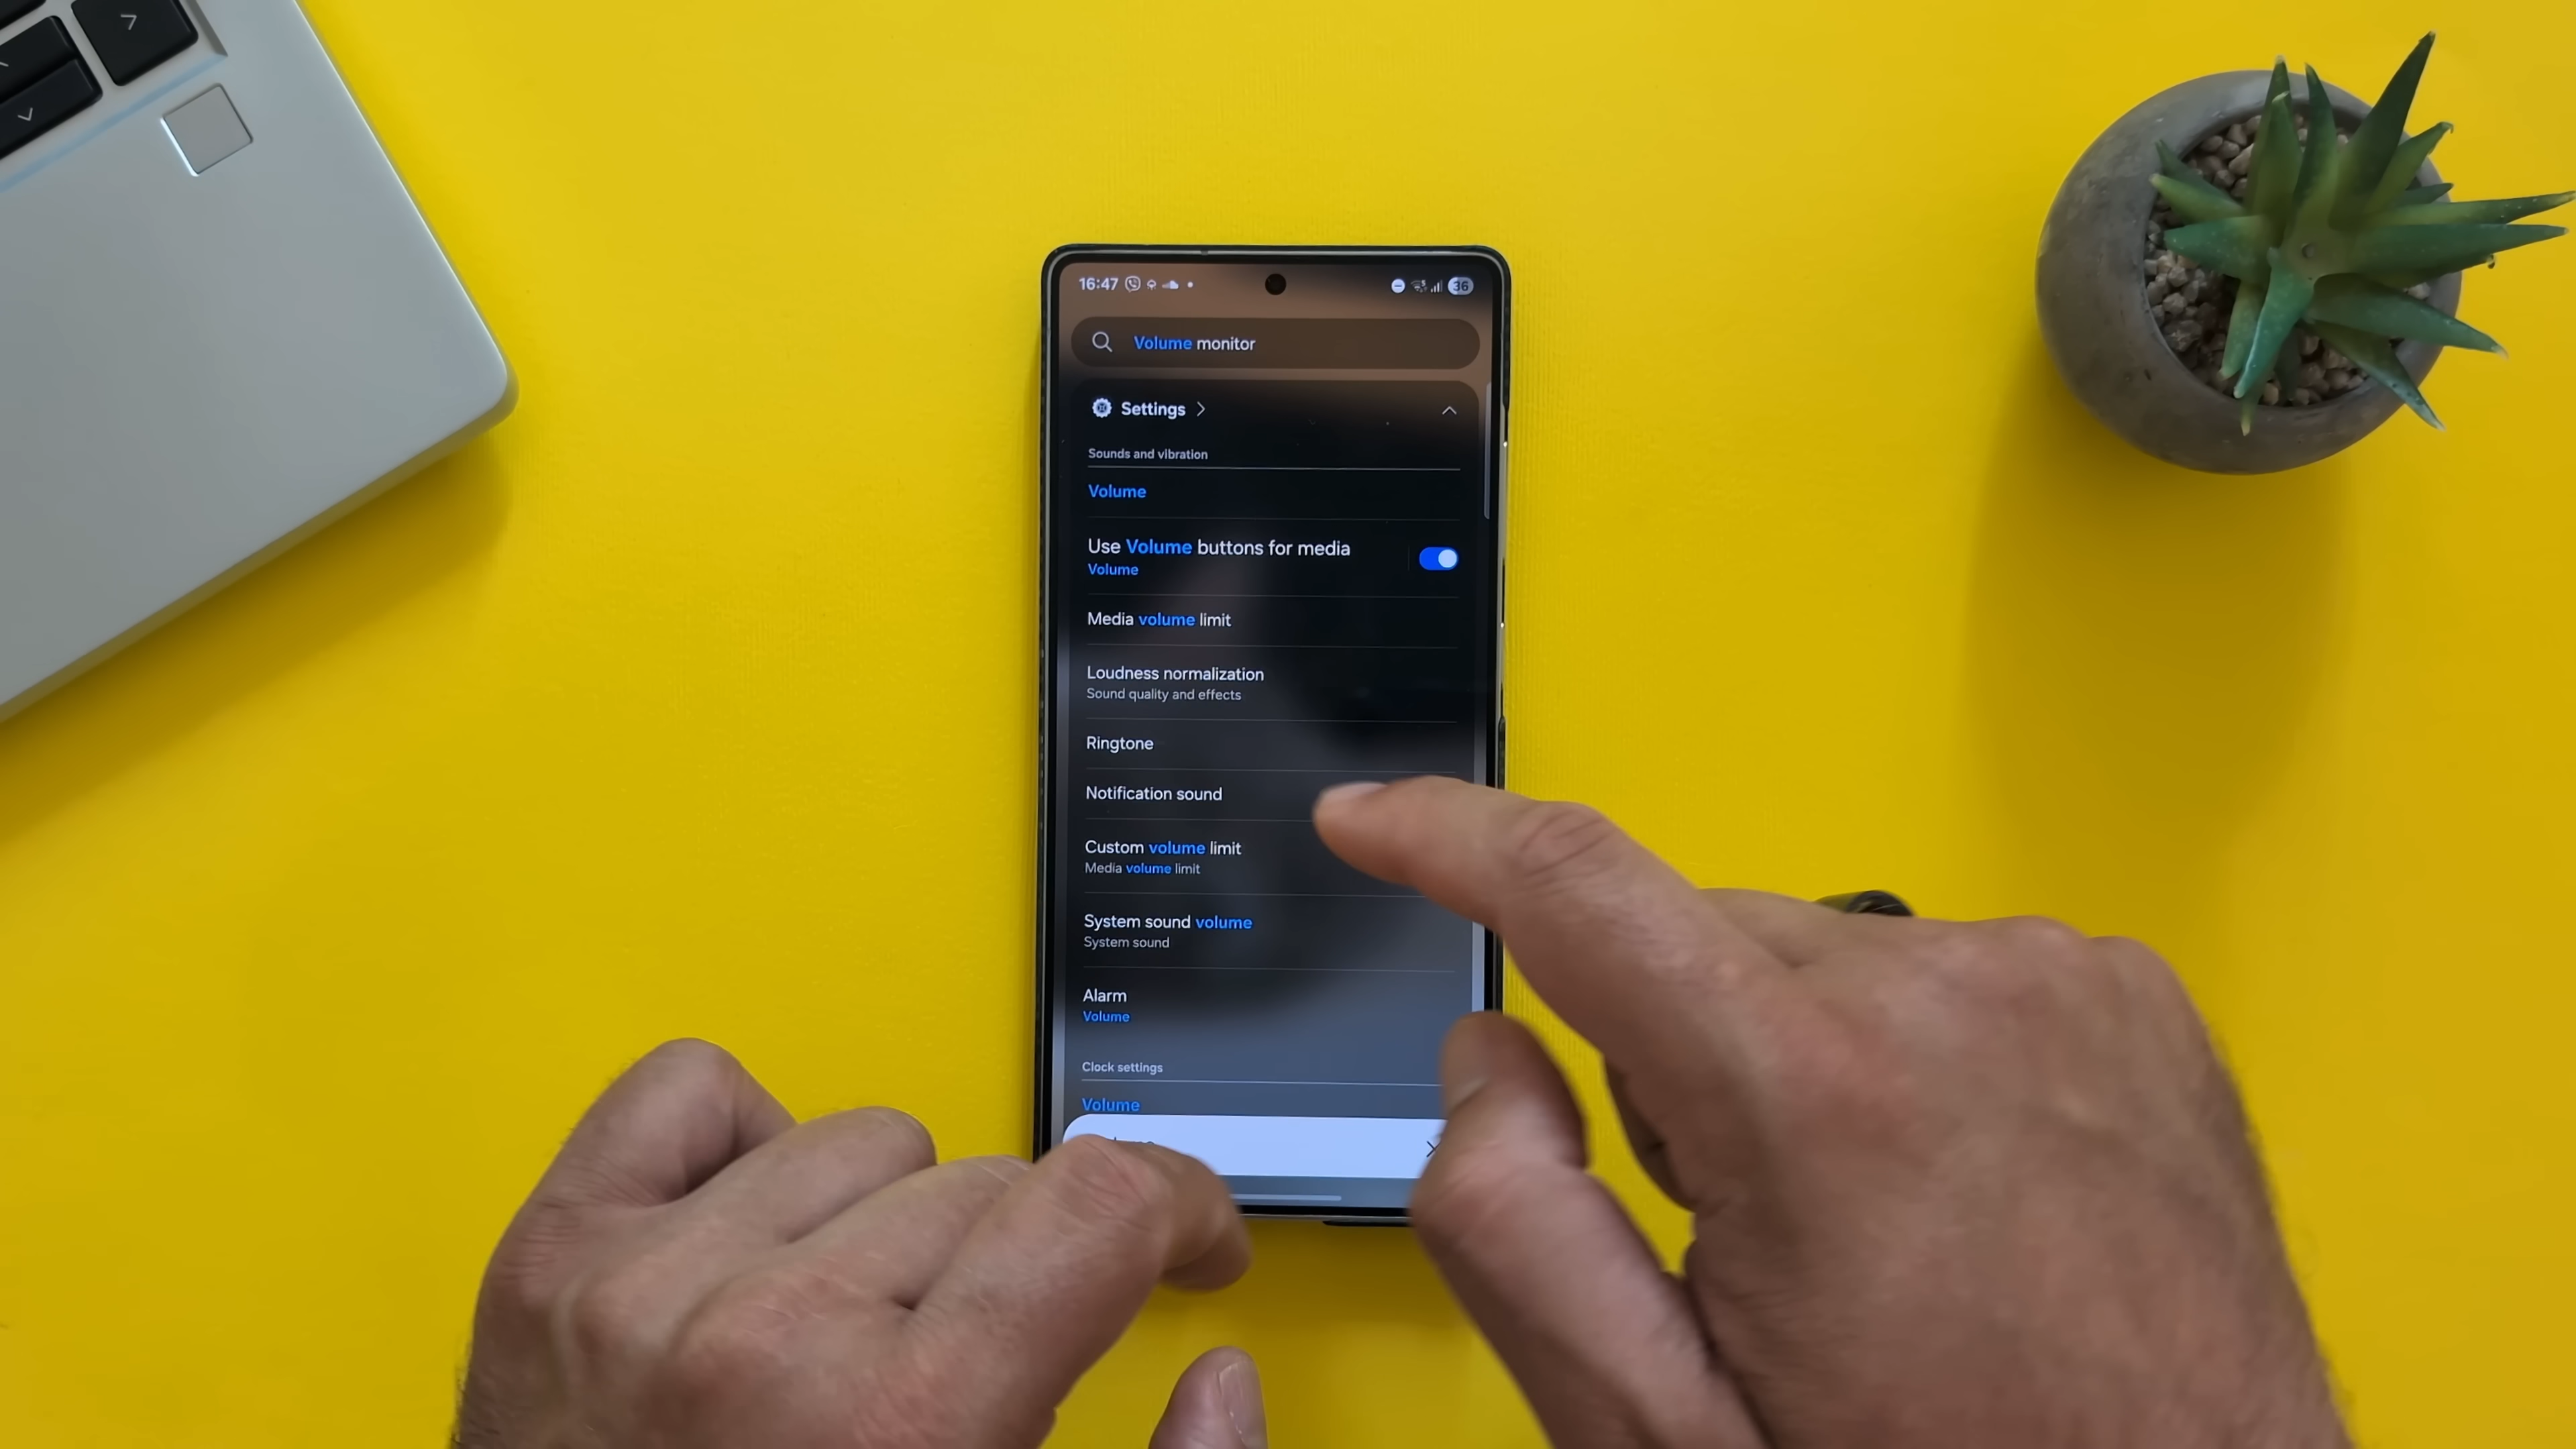 16:47
36
Volume monitor
Settings >
Sounds and vibration
Volume
Use Volume buttons for media
Volume
Media volume limit
Loudness normalization
Sound quality and effects
Ringtone
Notification sound
Custom volume limit
Media volume limit
System sound volume
System sound
Alarm
Volume
Clock settings
Volume